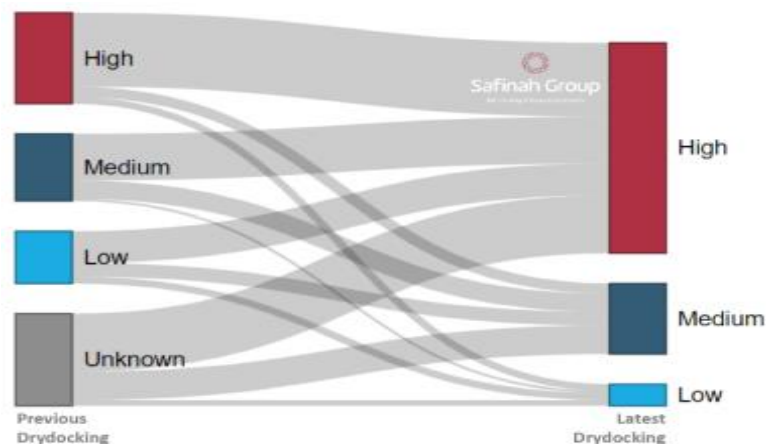 High
Medium
Low
Unknown
Previous
Drydocking
Safinah Group
High
Medium
Low
Latest
Drydocking